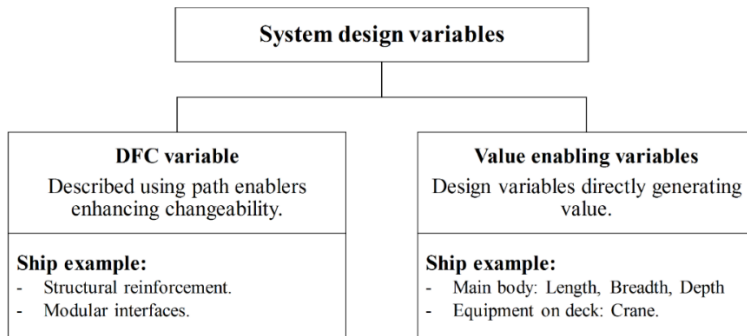 System design variables
DFC variable
Described using path enablers
enhancing changeability.
Ship example:
- Structural reinforcement.
- Modular interfaces.
Value enabling variables
Design variables directly generating
value.
Ship example:
- Main body: Length, Breadth, Depth
- Equipment on deck: Crane.